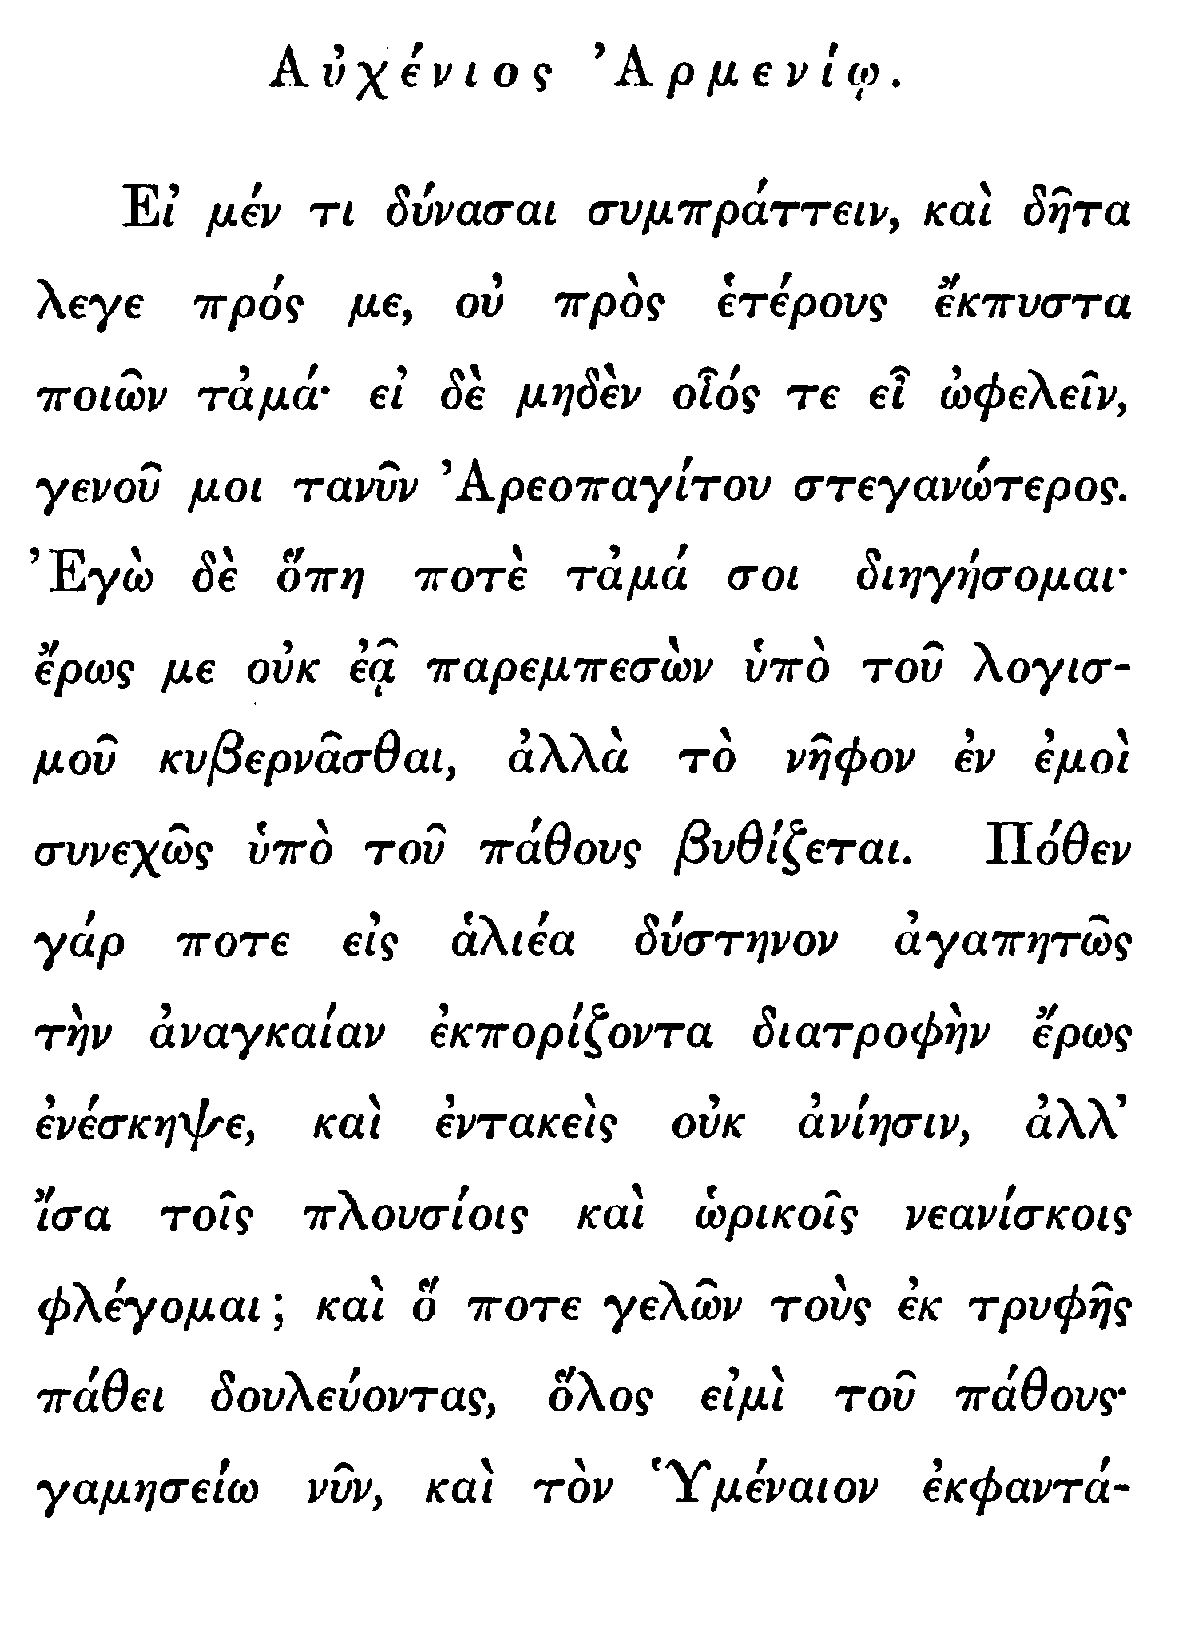 Αὐχένιος Ἀρμενίῳ.
Εἰ μέν τι δύνασαι συμπράττειν, καὶ δῆτα
λεγε πρός με, οὐ πρὸς ἑτέρους ἔκπυστα
ποιῶν τἀμά· εἰ δὲ μηδὲν οἷός τε εἶ ὠφελεῖν,
γενοῦ μοι τανῦν Ἀρεοπαγίτου στεγανώτερος.
Ἐγὼ δὲ ὅπη ποτὲ τἀμά σοι διηγήσομαι·
ἔρως με οὐκ ἐᾷ παρεμπεσὼν ὑπὸ τοῦ λογισ-
μοῦ κυβερνᾶσθαι, ἀλλὰ τὸ νῆφον ἐν ἐμοὶ
συνεχῶς ὑπὸ τοῦ πάθους βυθίζεται. Πόθεν
γάρ ποτε εἰς ἁλιέα δύστηνον ἀγαπητῶς
τὴν ἀναγκαίαν ἐκπορίζοντα διατροφὴν ἔρως
ἐνέσκηψε, καὶ ἐντακεὶς οὐκ ἀνίησιν, ἀλλ’
ἴσα τοῖς πλουσίοις καὶ ὡρικοῖς νεανίσκοις
φλέγομαι; καὶ ὅ ποτε γελῶν τοὺς ἐκ τρυφῆς
πάθει δουλεύοντας, ὅλος εἰμὶ τοῦ πάθους·
γαμησείω νῦν, καὶ τὸν Ὑμέναιον ἐκφαντά-